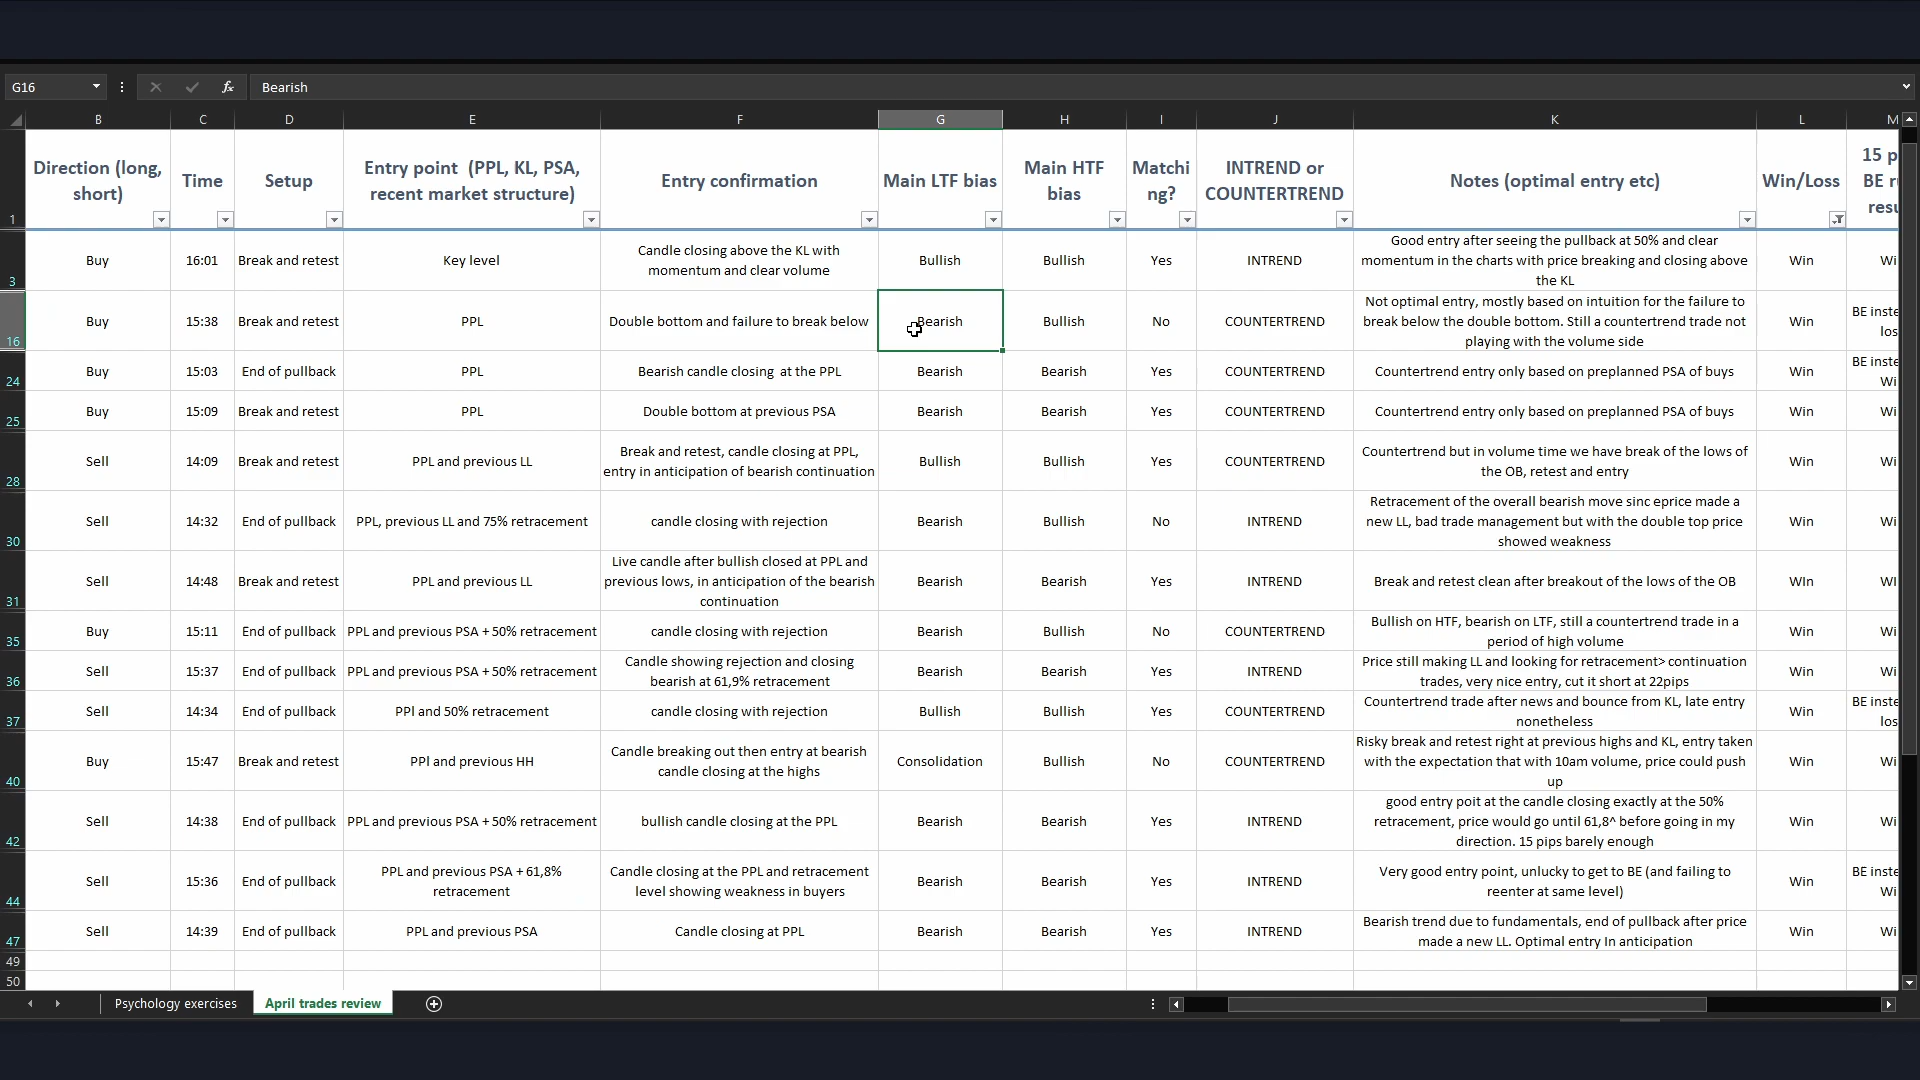 G16
fx
Bearish
B C D E F G H I J K L M
1
Direction (long, short)
Time
Setup
Entry point (PPL, KL, PSA, recent market structure)
Entry confirmation
Main LTF bias
Main HTF bias
Matchi
ng?
INTREND or COUNTERTREND
Notes (optimal entry etc)
Win/Loss
15 p
BE r
resu
3
Buy
16:01
Break and retest
Key level
Candle closing above the KL with
momentum and clear volume
Bullish
Bullish
Yes
INTREND
Good entry after seeing the pullback at 50% and clear
momentum in the charts with price breaking and closing above
the KL
Win
Wi
16
Buy
15:38
Break and retest
PPL
Double bottom and failure to break below
Bearish
Bullish
No
COUNTERTREND
Not optimal entry, mostly based on intuition for the failure to
break below the double bottom. Still a countertrend trade not
playing with the volume side
Win
BE inste
los
24
Buy
15:03
End of pullback
PPL
Bearish candle closing at the PPL
Bearish
Bearish
Yes
COUNTERTREND
Countertrend entry only based on preplanned PSA of buys
Win
BE inste
Wi
25
Buy
15:09
Break and retest
PPL
Double bottom at previous PSA
Bearish
Bearish
Yes
COUNTERTREND
Countertrend entry only based on preplanned PSA of buys
Win
Wi
28
Sell
14:09
Break and retest
PPL and previous LL
Break and retest, candle closing at PPL,
entry in anticipation of bearish continuation
Bullish
Bullish
Yes
COUNTERTREND
Countertrend but in volume time we have break of the lows of
the OB, retest and entry
Win
Wi
30
Sell
14:32
End of pullback
PPL, previous LL and 75% retracement
candle closing with rejection
Bearish
Bullish
No
INTREND
Retracement of the overall bearish move sinc eprice made a
new LL, bad trade management but with the double top price
showed weakness
Win
Wi
31
Sell
14:48
Break and retest
PPL and previous LL
Live candle after bullish closed at PPL and
previous lows, in anticipation of the bearish
continuation
Bearish
Bearish
Yes
INTREND
Break and retest clean after breakout of the lows of the OB
WIn
WI
35
Buy
15:11
End of pullback
PPL and previous PSA + 50% retracement
candle closing with rejection
Bearish
Bullish
No
COUNTERTREND
Bullish on HTF, bearish on LTF, still a countertrend trade in a
period of high volume
Win
Wi
36
Sell
15:37
End of pullback
PPL and previous PSA + 50% retracement
Candle showing rejection and closing
bearish at 61,9% retracement
Bearish
Bearish
Yes
INTREND
Price still making LL and looking for retracement> continuation
trades, very nice entry, cut it short at 22pips
Win
Wi
37
Sell
14:34
End of pullback
PPl and 50% retracement
candle closing with rejection
Bullish
Bullish
Yes
COUNTERTREND
Countertrend trade after news and bounce from KL, late entry
nonetheless
Win
BE inste
los
40
Buy
15:47
Break and retest
PPl and previous HH
Candle breaking out then entry at bearish
candle closing at the highs
Consolidation
Bullish
No
COUNTERTREND
Risky break and retest right at previous highs and KL, entry taken
with the expectation that with 10am volume, price could push
up
Win
Wi
42
Sell
14:38
End of pullback
PPL and previous PSA + 50% retracement
bullish candle closing at the PPL
Bearish
Bearish
Yes
INTREND
good entry poit at the candle closing exactly at the 50%
retracement, price would go until 61,8^ before going in my
direction. 15 pips barely enough
Win
Wi
44
Sell
15:36
End of pullback
PPL and previous PSA + 61,8%
retracement
Candle closing at the PPL and retracement
level showing weakness in buyers
Bearish
Bearish
Yes
INTREND
Very good entry point, unlucky to get to BE (and failing to
reenter at same level)
Win
BE inste
Wi
47
Sell
14:39
End of pullback
PPL and previous PSA
Candle closing at PPL
Bearish
Bearish
Yes
INTREND
Bearish trend due to fundamentals, end of pullback after price
made a new LL. Optimal entry In anticipation
Win
Wi
49
50
Psychology exercises
April trades review